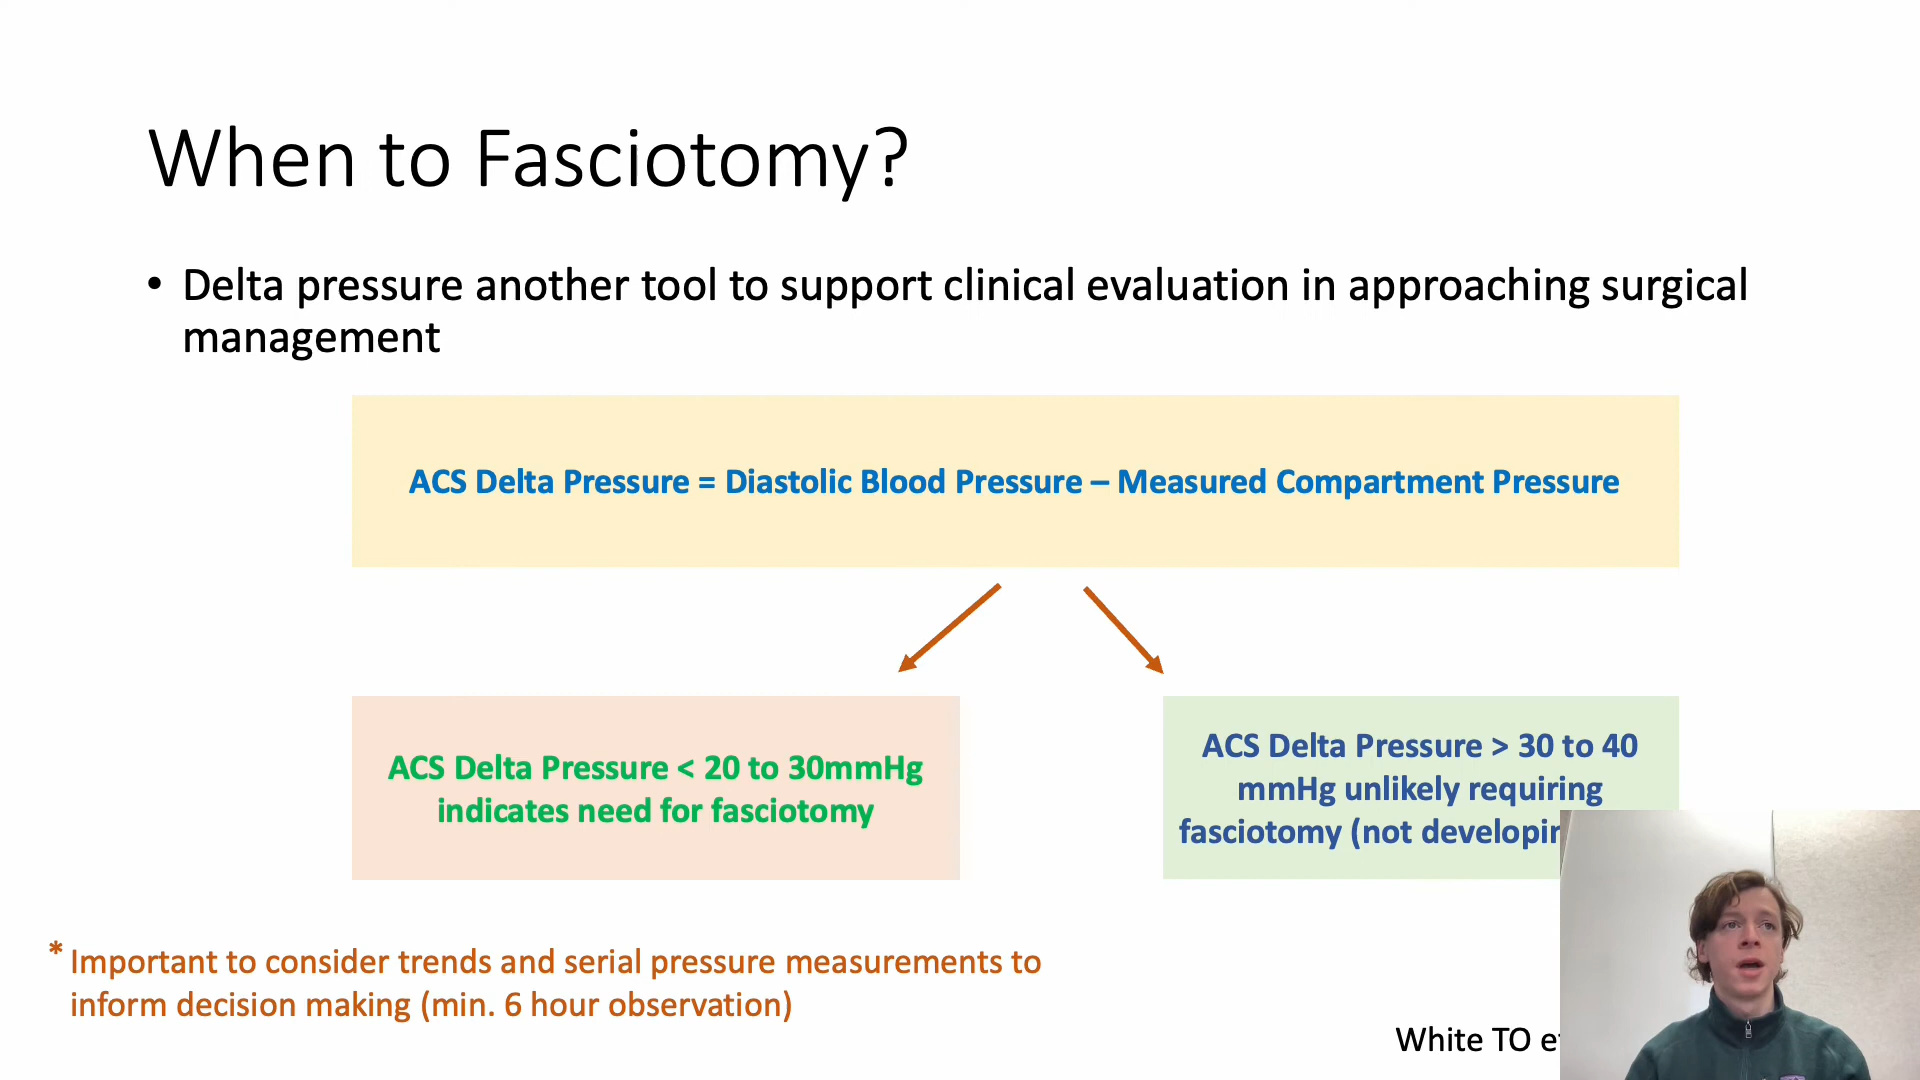 When to Fasciotomy?
• Delta pressure another tool to support clinical evaluation in approaching surgical
management
ACS Delta Pressure = Diastolic Blood Pressure – Measured Compartment Pressure
ACS Delta Pressure < 20 to 30mmHg
indicates need for fasciotomy
ACS Delta Pressure > 30 to 40
mmHg unlikely requiring
fasciotomy (not
* Important to consider trends and serial pressure measurements to
inform decision making (min. 6 hour observation)
White TO